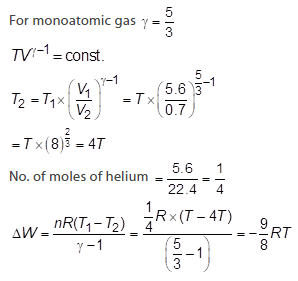 For monoatomic gas γ = 5/3
TV^(γ−1) = const.
T₂ = T₁ × (V₁/V₂)^(γ−1) = T × (5.6/0.7)^(5/3 −1)
= T × (8)^(2/3) = 4T
No. of moles of helium = 5.6/22.4 = 1/4
ΔW = nR(T₁ − T₂)/(γ − 1) = (1/4 R × (T − 4T))/(5/3 − 1) = −9/8 RT